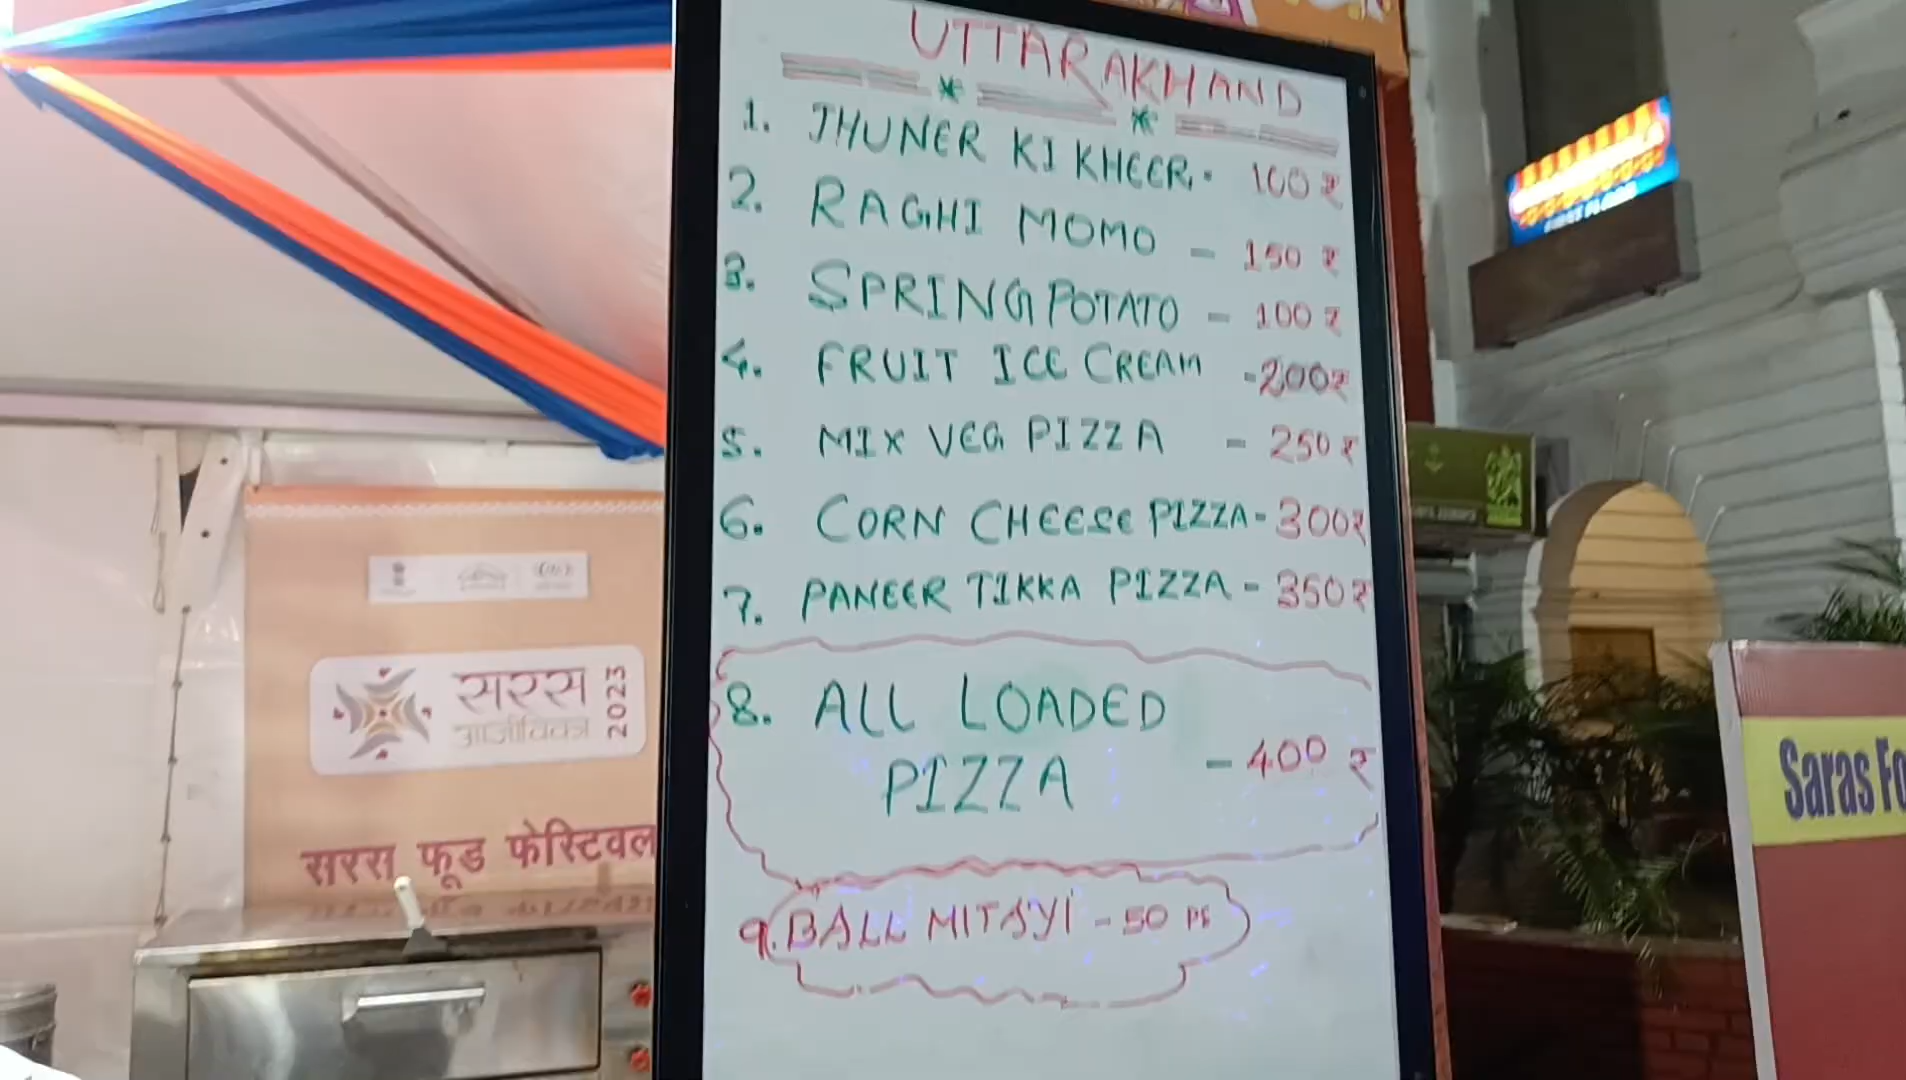 UTTARAKHAND
1. JHUNER KI KHEER. 100 ₹
2. RAGHI MOMO - 150 ₹
3. SPRING POTATO - 100 ₹
4. FRUIT ICE CREAM - 200₹
5. MIX VEG PIZZA - 250 ₹
6. CORN CHEESE PIZZA - 300₹
7. PANEER TIKKA PIZZA - 350₹
8. ALL LOADED
PIZZA - 400 ₹
9. BALL MITAYI - 50 PS
सरस
आजीविका
2023
सरस फूड फेस्टिवल
Saras Fo